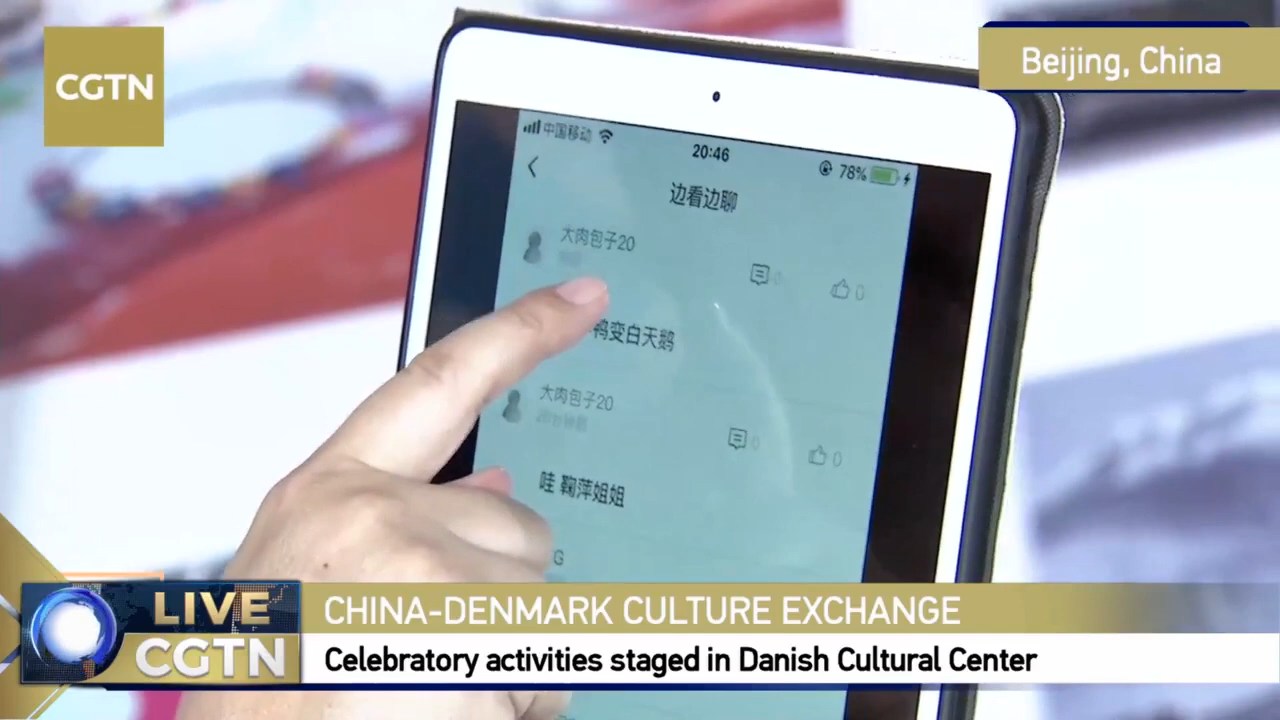 CGTN
Beijing, China
中国移动
20:46
78%
边看边聊
大肉包子20
0
0
鸭变白天鹅
大肉包子20
0
0
哇 鞠萍姐姐
G
LIVE
CGTN
CHINA-DENMARK CULTURE EXCHANGE
Celebratory activities staged in Danish Cultural Center